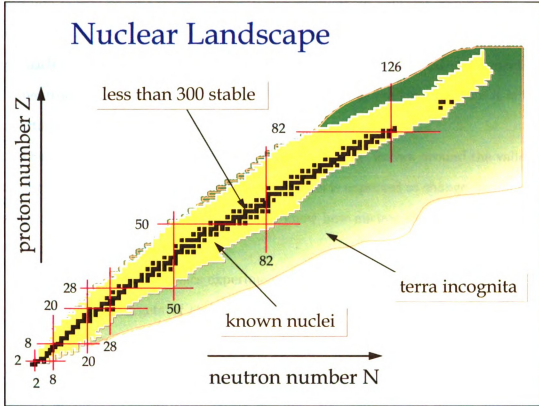 Nuclear Landscape
126
less than 300 stable
82
proton number Z
50
82
28
terra incognita
20
50
known nuclei
8
28
20
2
2 8
neutron number N